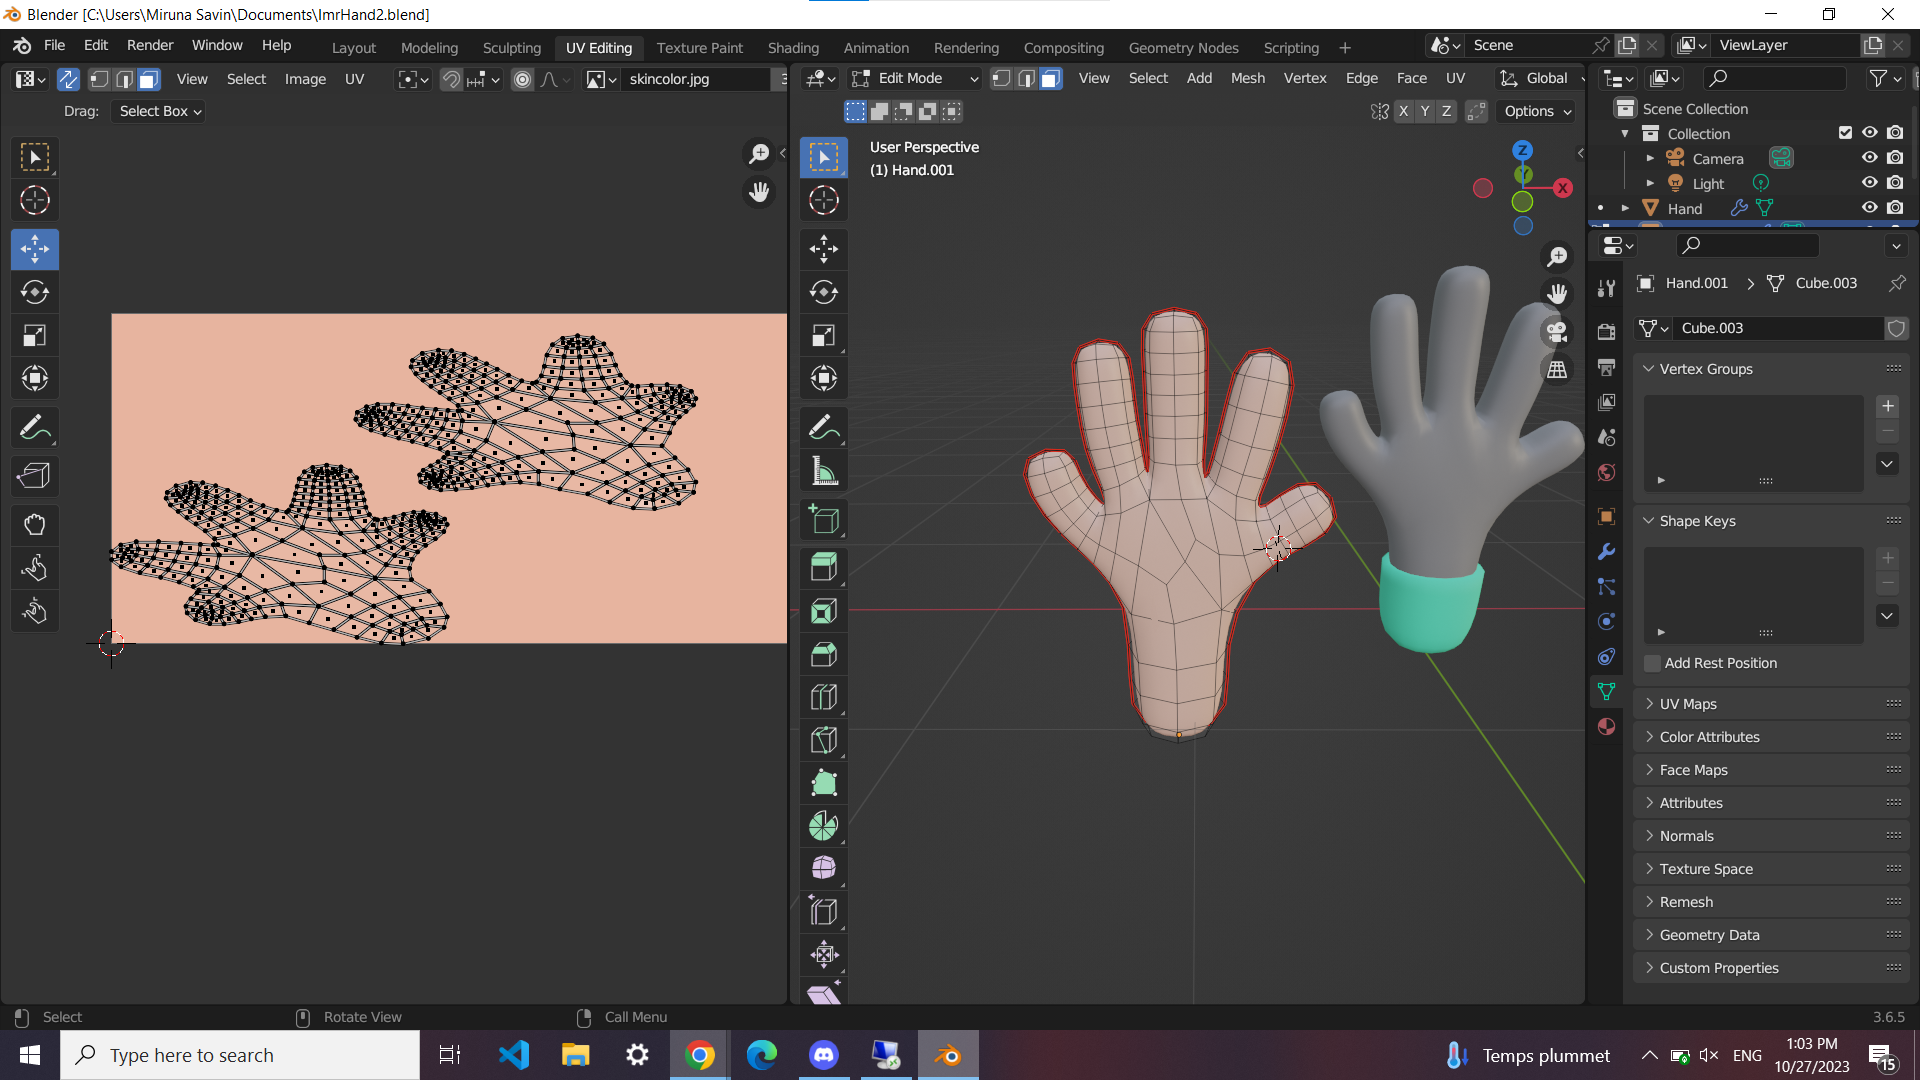 Blender [C:\Users\Miruna Savin\Documents\ImrHand2.blend]
File Edit Render Window Help Layout Modeling Sculpting UV Editing Texture Paint Shading Animation Rendering Compositing Geometry Nodes Scripting + Scene ViewLayer
View Select Image UV skincolor.jpg 3
Edit Mode View Select Add Mesh Vertex Edge Face UV Global
Drag: Select Box
X Y Z Options
User Perspective
(1) Hand.001
Z
Y
X
Scene Collection
Collection
Camera
Light
Hand
Hand.001 > Cube.003
Cube.003
Vertex Groups
Shape Keys
Add Rest Position
UV Maps
Color Attributes
Face Maps
Attributes
Normals
Texture Space
Remesh
Geometry Data
Custom Properties
Select Rotate View Call Menu 3.6.5
Type here to search
Temps plummet ENG
1:03 PM
10/27/2023
15